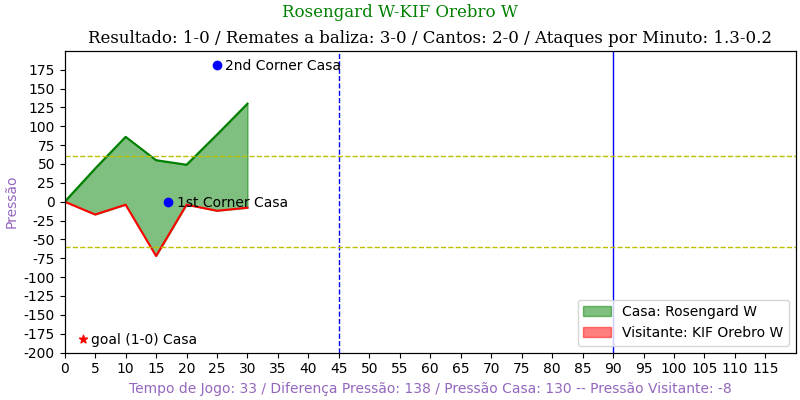 Rosengard W-KIF Orebro W
Resultado: 1-0 / Remates a baliza: 3-0 / Cantos: 2-0 / Ataques por Minuto: 1.3-0.2
175
2nd Corner Casa
150
125
100
75
50
25
0
1st Corner Casa
-25
-50
-75
-100
-125
-150
-175
-200
Pressão
goal (1-0) Casa
Casa: Rosengard W
Visitante: KIF Orebro W
0 5 10 15 20 25 30 35 40 45 50 55 60 65 70 75 80 85 90 95 100 105 110 115
Tempo de Jogo: 33 / Diferença Pressão: 138 / Pressão Casa: 130 -- Pressão Visitante: -8